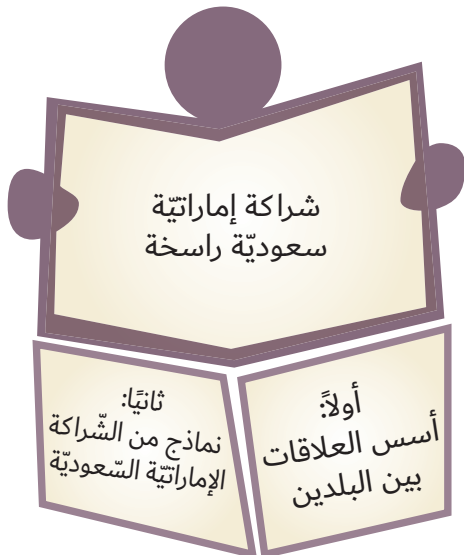 شراكة إماراتيّة
سعوديّة راسخة
أولاً:
أسس العلاقات
بين البلدين
ثانيًا:
نماذج من الشّراكة
الإماراتيّة السّعوديّة